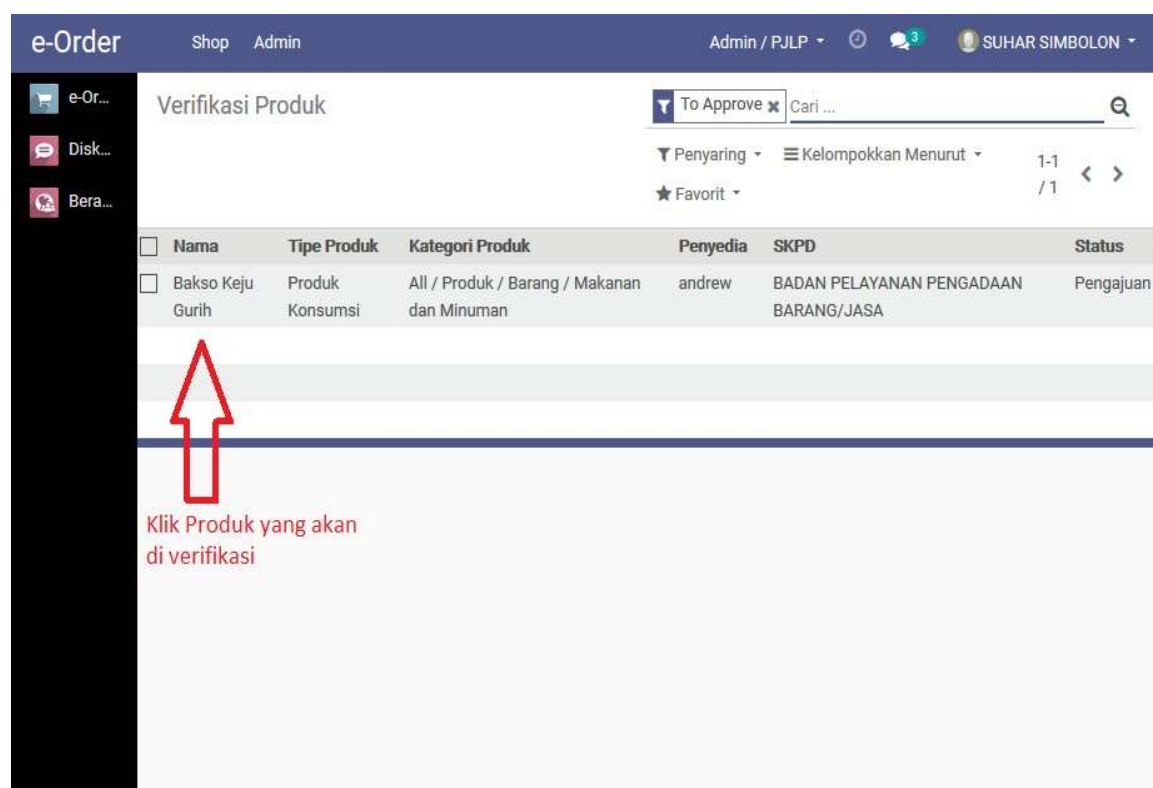 e-Order Shop Admin Admin / PJLP 3 SUHAR SIMBOLON
e-Or...
Disk...
Bera...
Verifikasi Produk
To Approve Cari ...
Penyaring Kelompokkan Menurut
Favorit
1-1
/ 1
Nama Tipe Produk Kategori Produk Penyedia SKPD Status
Bakso Keju Produk All / Produk / Barang / Makanan andrew BADAN PELAYANAN PENGADAAN Pengajuan
Gurih Konsumsi dan Minuman BARANG/JASA
Klik Produk yang akan
di verifikasi